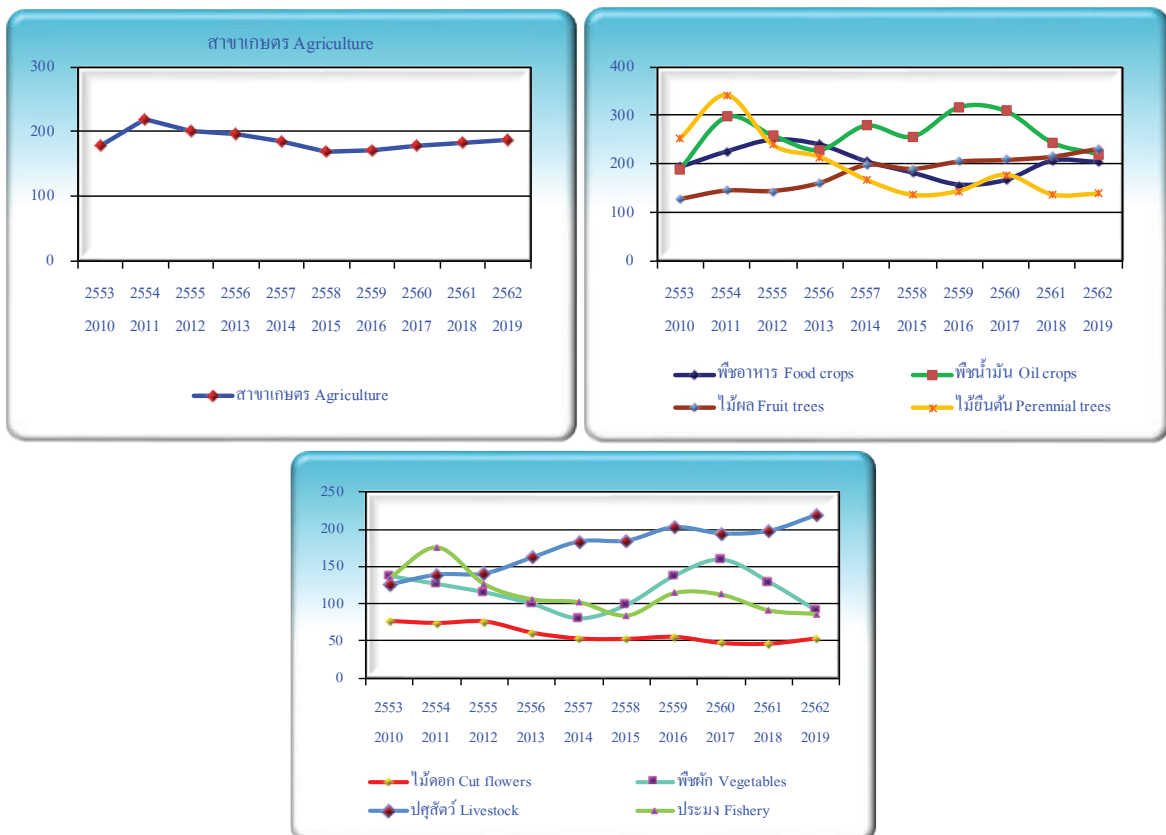 สาขาเกษตร Agriculture
300
200
100
0
2553 2554 2555 2556 2557 2558 2559 2560 2561 2562
2010 2011 2012 2013 2014 2015 2016 2017 2018 2019
สาขาเกษตร Agriculture
400
300
200
100
0
2553 2554 2555 2556 2557 2558 2559 2560 2561 2562
2010 2011 2012 2013 2014 2015 2016 2017 2018 2019
พืชอาหาร Food crops พืชน้ำมัน Oil crops
ไม้ผล Fruit trees ไม้ยืนต้น Perennial trees
250
200
150
100
50
0
2553 2554 2555 2556 2557 2558 2559 2560 2561 2562
2010 2011 2012 2013 2014 2015 2016 2017 2018 2019
ไม้ดอก Cut flowers พืชผัก Vegetables
ปศุสัตว์ Livestock ประมง Fishery